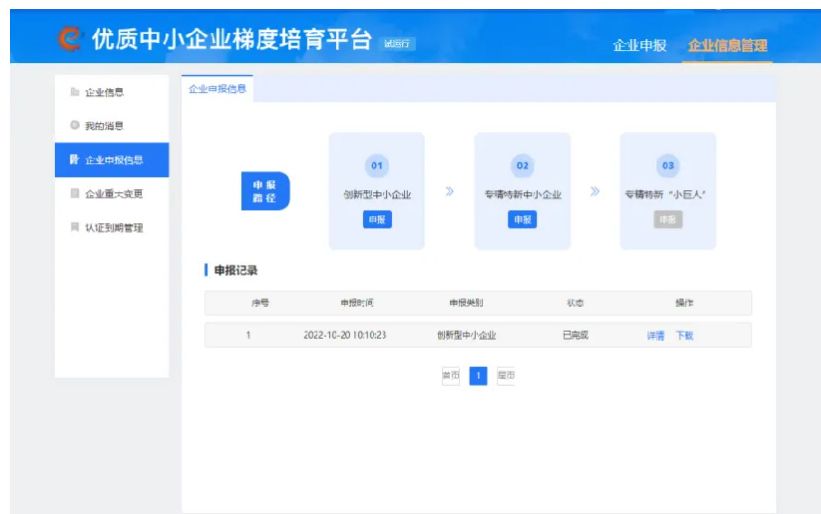 优质中小企业梯度培育平台 试运行
企业申报 企业信息管理
企业信息
我的消息
企业申报信息
企业重大变更
认证到期管理
企业申报信息
申报
路径
01
创新型中小企业
申报
02
专精特新中小企业
申报
03
专精特新“小巨人”
申报
申报记录
序号 申报时间 申报类别 状态 操作
1 2022-10-20 10:10:23 创新型中小企业 已完成 详情 下载
首页 1 尾页